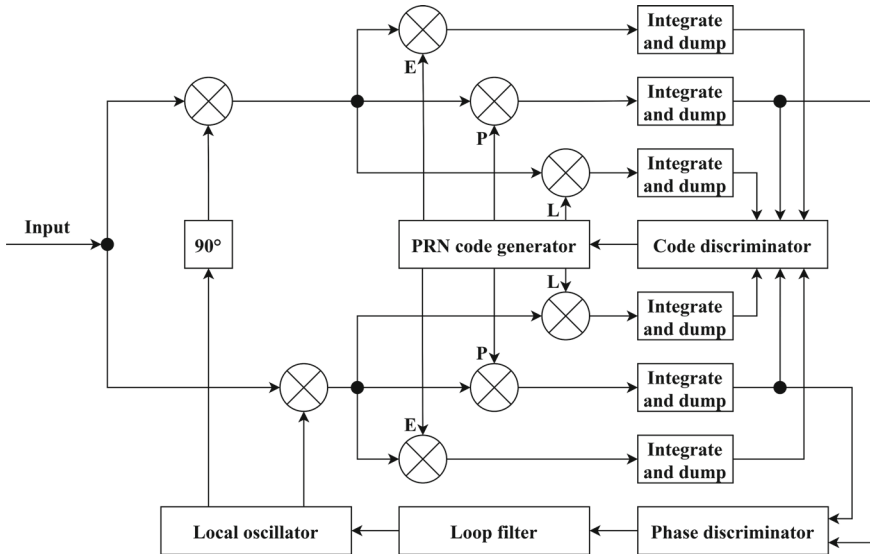 Integrate
and dump
E
Integrate
and dump
P
Integrate
and dump
L
Input
90°
PRN code generator
Code discriminator
L
Integrate
and dump
P
Integrate
and dump
E
Integrate
and dump
Local oscillator
Loop filter
Phase discriminator